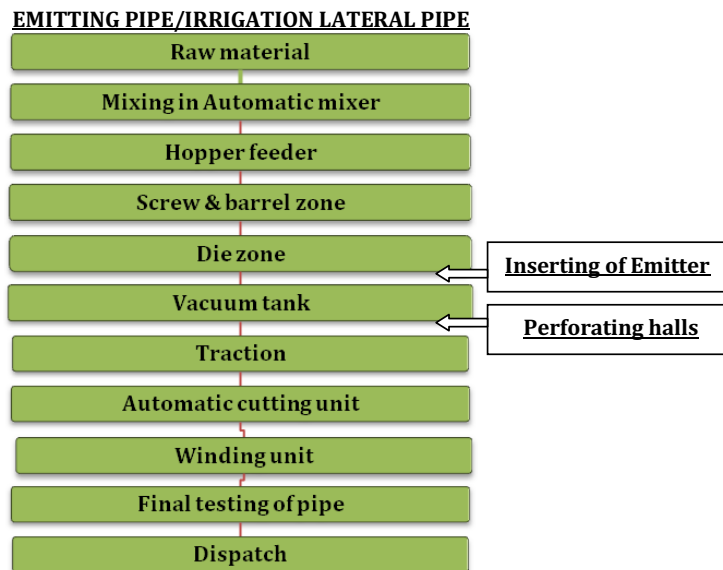 EMITTING PIPE/IRRIGATION LATERAL PIPE
Raw material
Mixing in Automatic mixer
Hopper feeder
Screw & barrel zone
Die zone
Inserting of Emitter
Vacuum tank
Perforating halls
Traction
Automatic cutting unit
Winding unit
Final testing of pipe
Dispatch